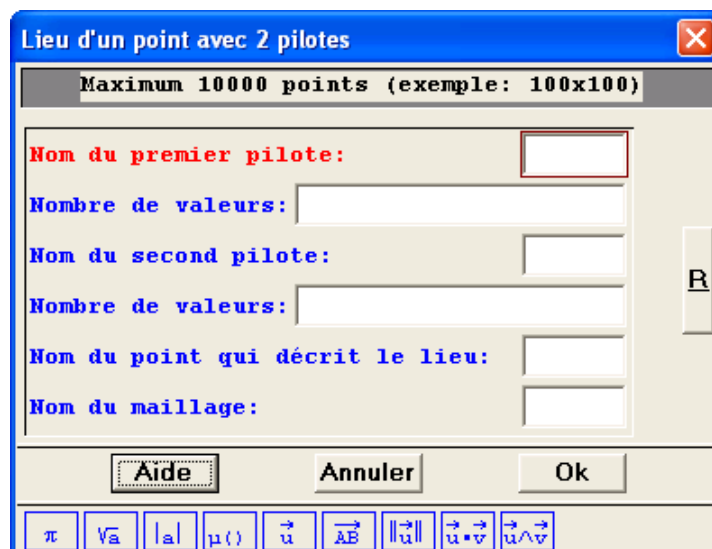 Lieu d'un point avec 2 pilotes
Maximum 10000 points (exemple: 100x100)
Nom du premier pilote:
Nombre de valeurs:
Nom du second pilote:
R
Nombre de valeurs:
Nom du point qui décrit le lieu:
Nom du maillage:
Aide Annuler Ok
π √a |a| μ() u⃗ AB⃗ ‖u⃗‖ u⃗▪v⃗ u⃗∧v⃗